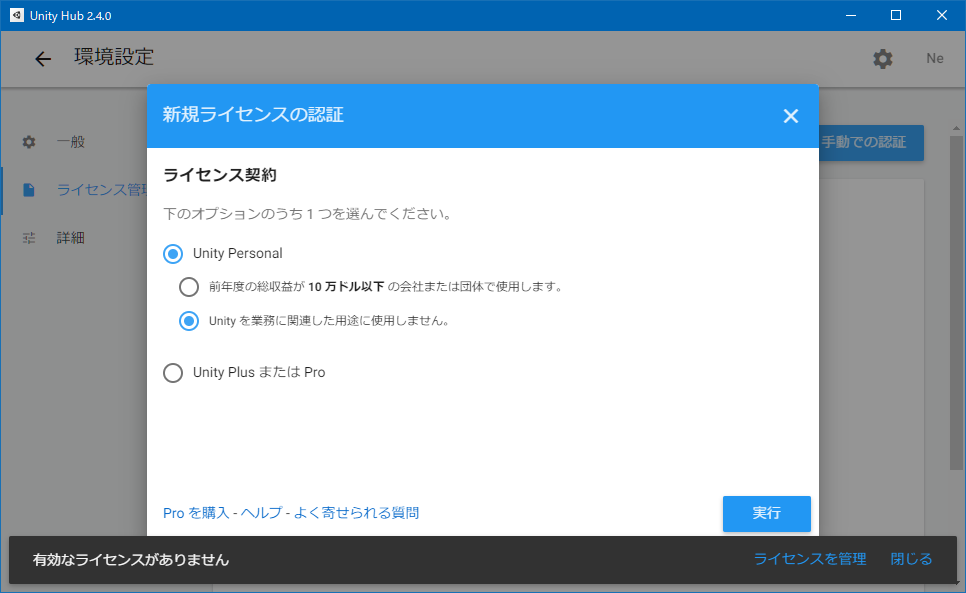 Unity Hub 2.4.0
環境設定
Ne
新規ライセンスの認証
手動での認証
一般
ライセンス管理
詳細
ライセンス契約
下のオプションのうち 1 つを選んでください。
Unity Personal
前年度の総収益が 10 万ドル以下 の会社または団体で使用します。
Unity を業務に関連した用途に使用しません。
Unity Plus または Pro
Pro を購入 - ヘルプ - よく寄せられる質問
実行
有効なライセンスがありません
ライセンスを管理
閉じる